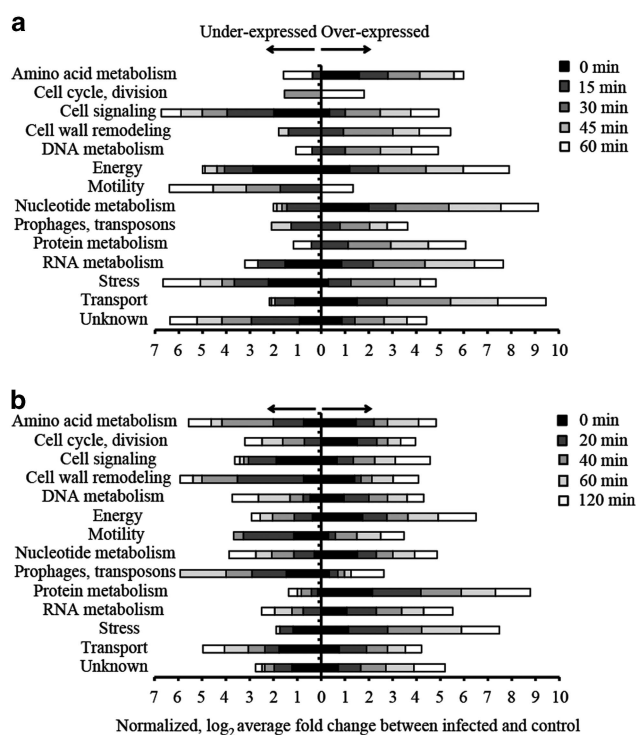 a
Under-expressed Over-expressed
Amino acid metabolism
Cell cycle, division
Cell signaling
Cell wall remodeling
DNA metabolism
Energy
Motility
Nucleotide metabolism
Prophages, transposons
Protein metabolism
RNA metabolism
Stress
Transport
Unknown
0 min
15 min
30 min
45 min
60 min
7 6 5 4 3 2 1 0 1 2 3 4 5 6 7 8 9 10
b
Amino acid metabolism
Cell cycle, division
Cell signaling
Cell wall remodeling
DNA metabolism
Energy
Motility
Nucleotide metabolism
Prophages, transposons
Protein metabolism
RNA metabolism
Stress
Transport
Unknown
0 min
20 min
40 min
60 min
120 min
7 6 5 4 3 2 1 0 1 2 3 4 5 6 7 8 9 10
Normalized, log₂ average fold change between infected and control